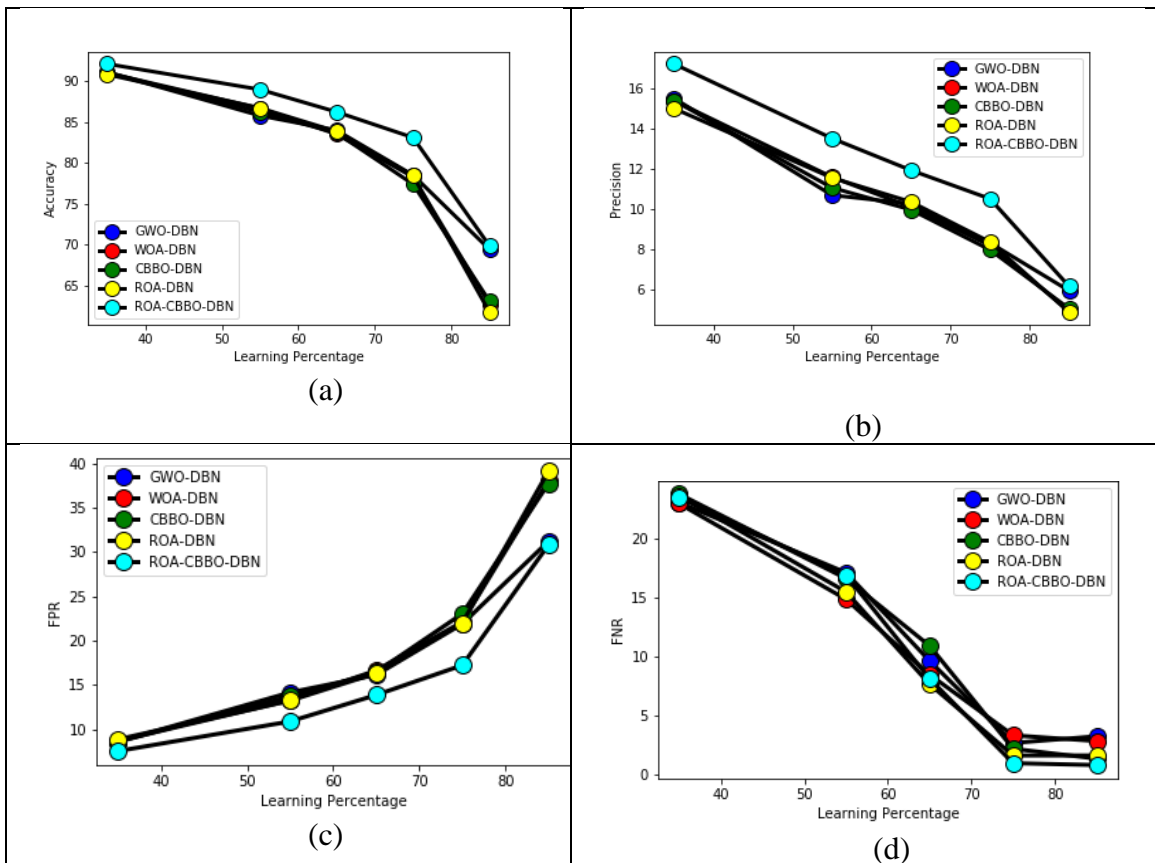 90
85
80
75
70
65
Accuracy
GWO-DBN
WOA-DBN
CBBO-DBN
ROA-DBN
ROA-CBBO-DBN
40 50 60 70 80
Learning Percentage
(a)
16
14
12
10
8
6
Precision
GWO-DBN
WOA-DBN
CBBO-DBN
ROA-DBN
ROA-CBBO-DBN
40 50 60 70 80
Learning Percentage
(b)
40
35
30
25
20
15
10
FPR
GWO-DBN
WOA-DBN
CBBO-DBN
ROA-DBN
ROA-CBBO-DBN
40 50 60 70 80
Learning Percentage
(c)
20
15
10
5
0
FNR
GWO-DBN
WOA-DBN
CBBO-DBN
ROA-DBN
ROA-CBBO-DBN
40 50 60 70 80
Learning Percentage
(d)